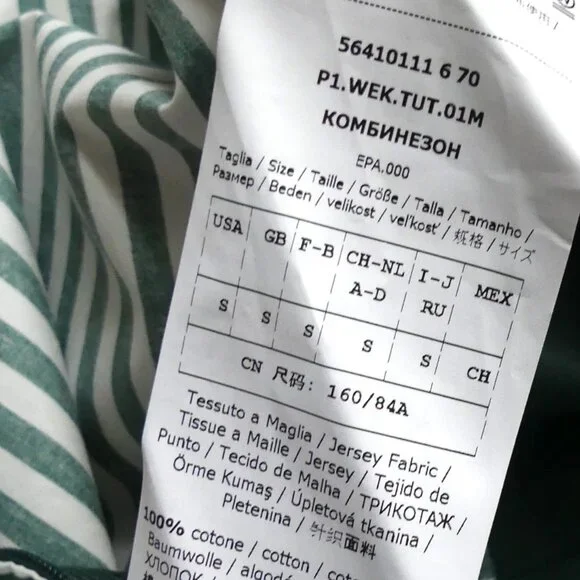 56410111 6 70
P1.WEK.TUT.01M
КОМБИНЕЗОН
EPA.000
Taglia / Size / Taille / Größe / Talla / Tamanho /
Размер / Beden / velikost / veľkosť / 规格 / サイズ
USA GB F-B CH-NL I-J MEX
A-D RU
S S S S S CH
CN 尺码: 160/84A
Tessuto a Maglia / Jersey Fabric /
Tissue a Maille / Jersey / Tejido de
Punto / Tecido de Malha / ТРИКОТАЖ /
Örme Kumaş / Úpletová tkanina /
Pletenina / 针织面料
100% cotone / cotton /
Baumwolle /
ХЛОПОК /